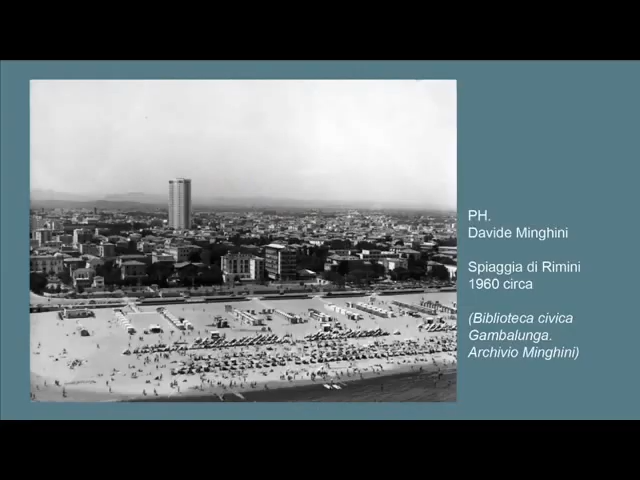 PH.
Davide Minghini
Spiaggia di Rimini
1960 circa
(Biblioteca civica
Gambalunga.
Archivio Minghini)